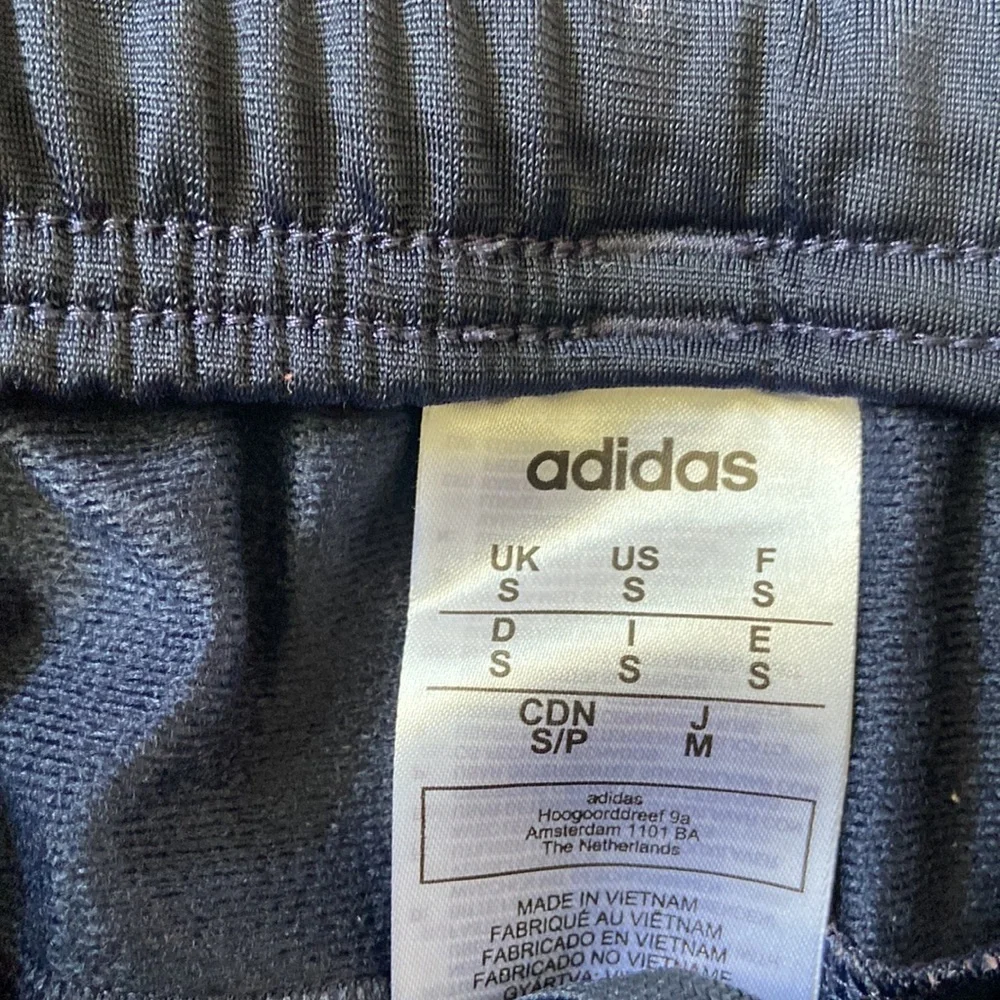 adidas
UK US F
S S S
D I E
S S S
CDN J
S/P M
adidas
Hoogoorddreef 9a
Amsterdam 1101 BA
The Netherlands
MADE IN VIETNAM
FABRIQUÉ AU VIÊTNAM
FABRICADO EN VIETNAM
FABRICADO NO VIETNAME
GYÁRTVA: